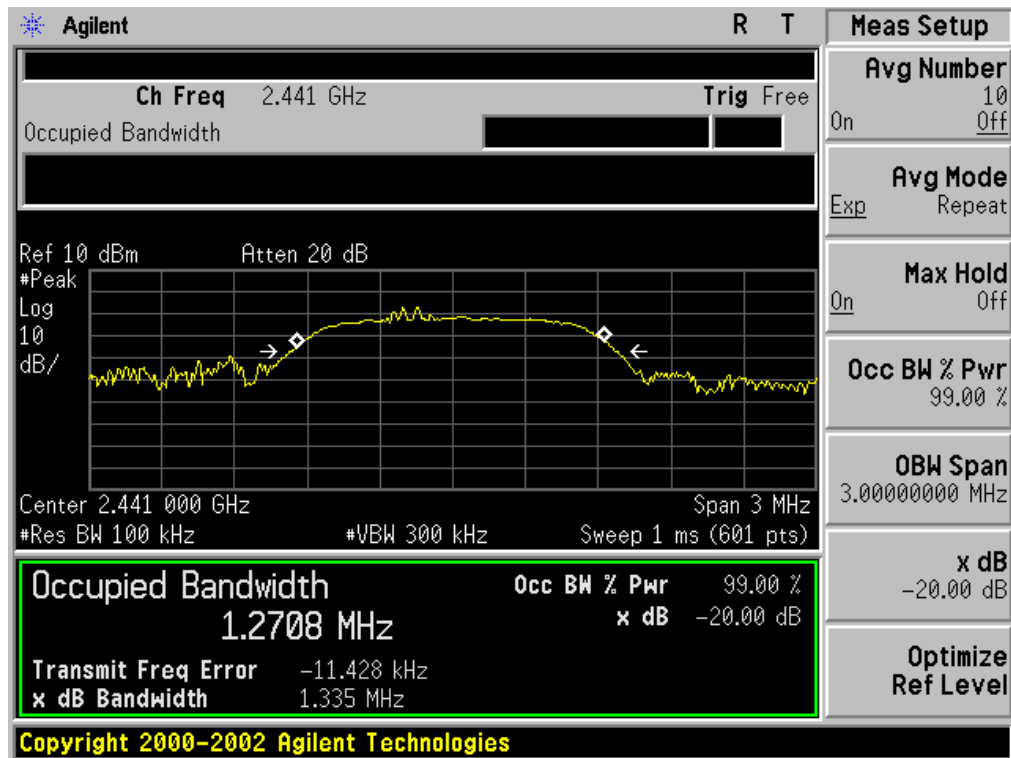 Agilent R T
Ch Freq 2.441 GHz Trig Free
Occupied Bandwidth
Ref 10 dBm Atten 20 dB
#Peak
Log
10
dB/
Center 2.441 000 GHz Span 3 MHz
#Res BW 100 kHz #VBW 300 kHz Sweep 1 ms (601 pts)
Occupied Bandwidth
1.2708 MHz
Occ BW % Pwr 99.00 %
x dB -20.00 dB
Transmit Freq Error -11.428 kHz
x dB Bandwidth 1.335 MHz
Copyright 2000-2002 Agilent Technologies
Meas Setup
Avg Number
10
On Off
Avg Mode
Exp Repeat
Max Hold
On Off
Occ BW % Pwr
99.00 %
OBW Span
3.00000000 MHz
x dB
-20.00 dB
Optimize
Ref Level